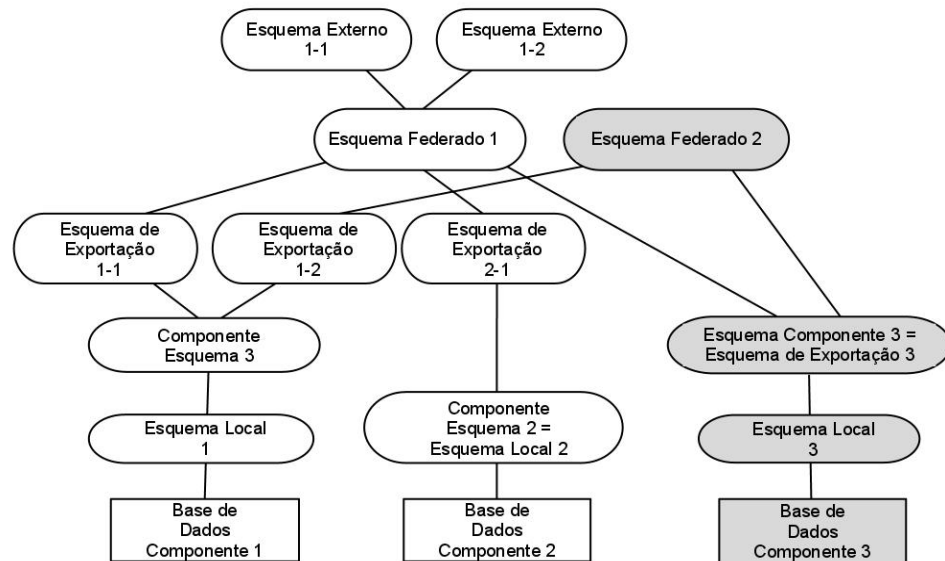 Esquema Externo
1-1
Esquema Externo
1-2
Esquema Federado 1
Esquema Federado 2
Esquema de
Exportação
1-1
Esquema de
Exportação
1-2
Esquema de
Exportação
2-1
Componente
Esquema 3
Esquema Componente 3 =
Esquema de Exportação 3
Esquema Local
1
Componente
Esquema 2 =
Esquema Local 2
Esquema Local
3
Base de
Dados
Componente 1
Base de
Dados
Componente 2
Base de
Dados
Componente 3